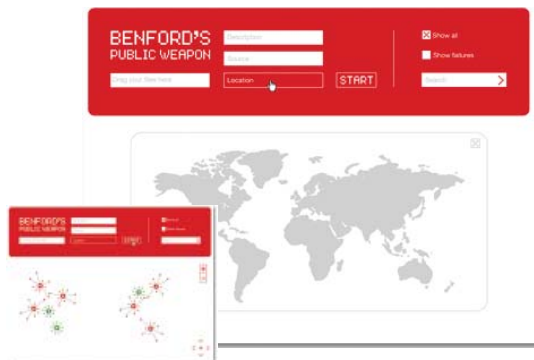 BENFORD'S
PUBLIC WEAPON
Description
Source
Drag your files here
Location
START
Show all
Show failures
Search
BENFORD'S
PUBLIC WEAPON
START